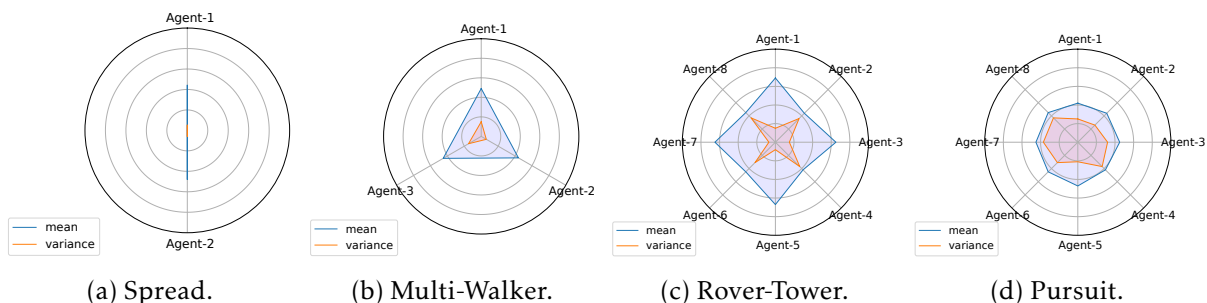 Agent-1
Agent-2
mean
variance
(a) Spread.
Agent-1
Agent-2
Agent-3
mean
variance
(b) Multi-Walker.
Agent-1
Agent-2
Agent-3
Agent-4
Agent-5
Agent-6
Agent-7
Agent-8
mean
variance
(c) Rover-Tower.
Agent-1
Agent-2
Agent-3
Agent-4
Agent-5
Agent-6
Agent-7
Agent-8
mean
variance
(d) Pursuit.